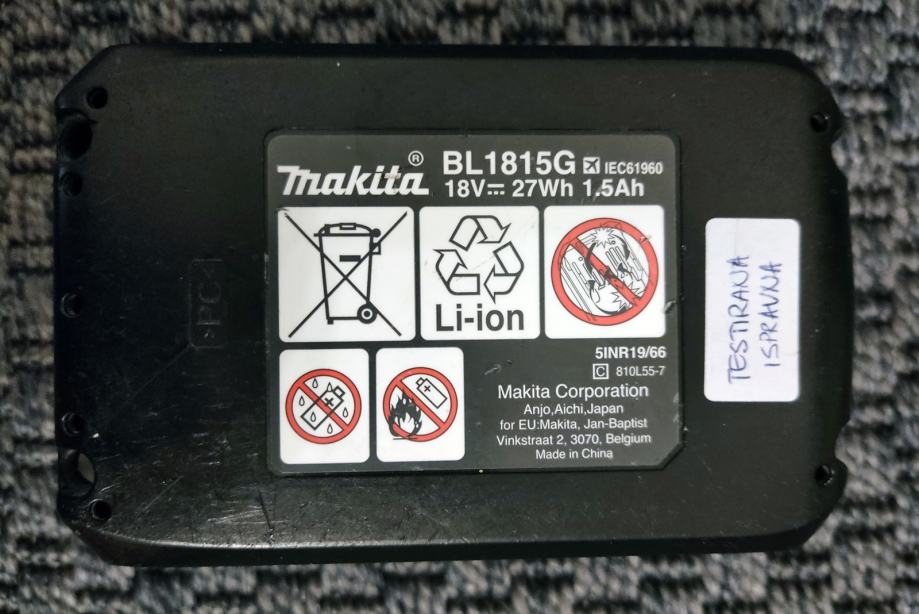 makita®
BL1815G IEC61960
18V⎓ 27Wh 1.5Ah
Li-ion
5INR19/66
C 810L55-7
Makita Corporation
Anjo,Aichi,Japan
for EU:Makita, Jan-Baptist
Vinkstraat 2, 3070, Belgium
Made in China
TESTIRANA
ISPRAVNA
>PC<